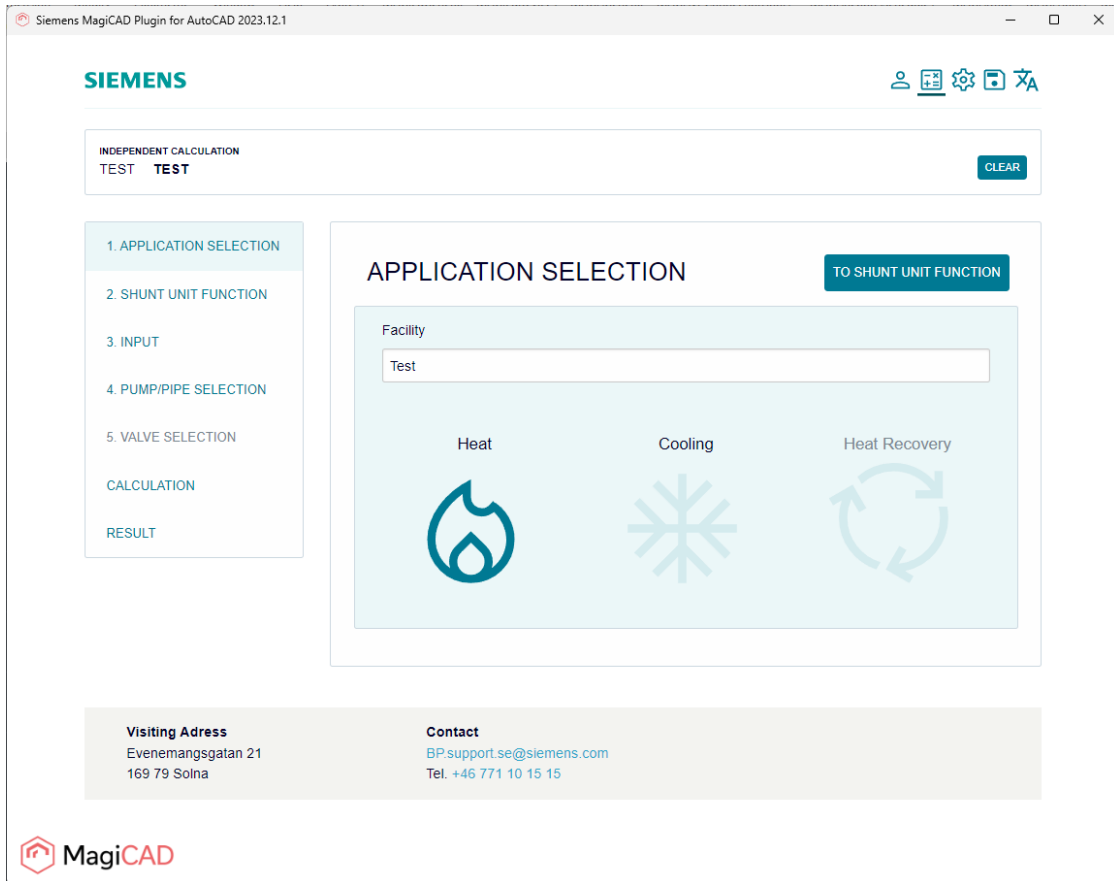 Siemens MagiCAD Plugin for AutoCAD 2023.12.1
SIEMENS
INDEPENDENT CALCULATION
TEST TEST
CLEAR
1. APPLICATION SELECTION
2. SHUNT UNIT FUNCTION
3. INPUT
4. PUMP/PIPE SELECTION
5. VALVE SELECTION
CALCULATION
RESULT
APPLICATION SELECTION
TO SHUNT UNIT FUNCTION
Facility
Test
Heat
Cooling
Heat Recovery
Visiting Adress
Evenemangsgatan 21
169 79 Solna
Contact
BP.support.se@siemens.com
Tel. +46 771 10 15 15
MagiCAD